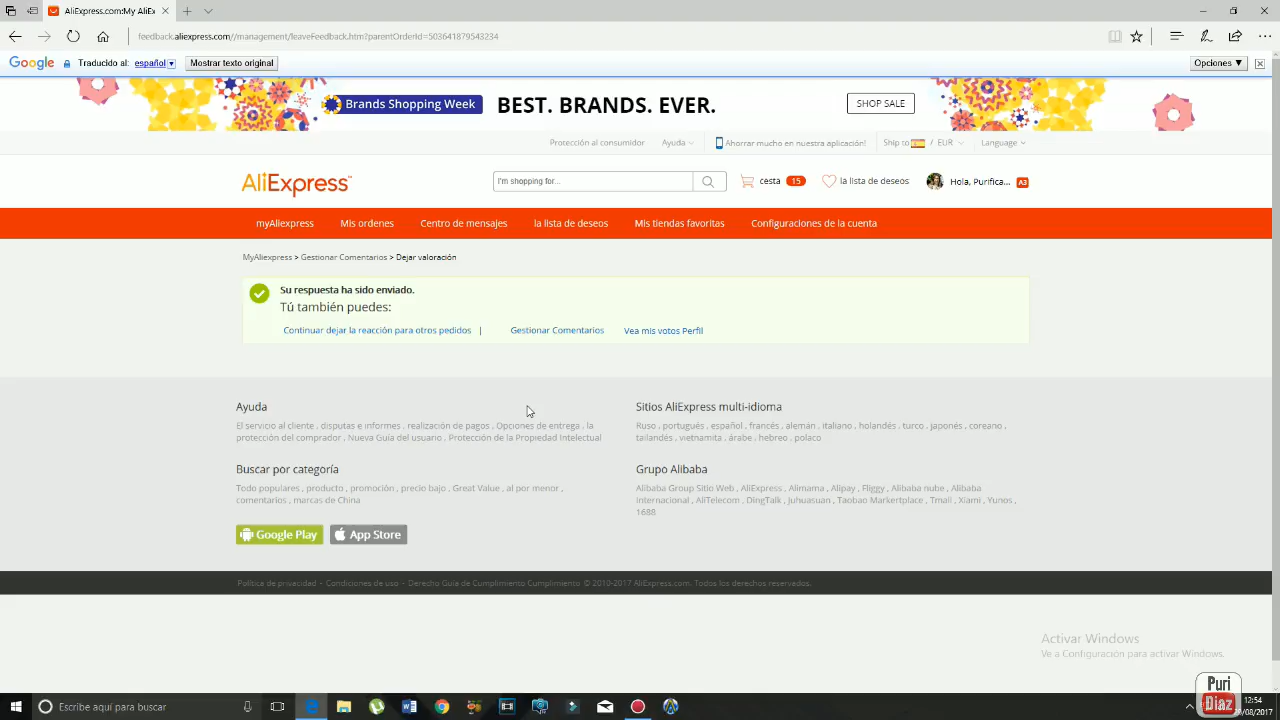 AliExpress.com:My AliEx
feedback.aliexpress.com//management/leaveFeedback.htm?parentOrderId=503641879543234
Google Traducido al: español Mostrar texto original Opciones ▼
Brands Shopping Week BEST. BRANDS. EVER. SHOP SALE
Protección al consumidor Ayuda Ahorrar mucho en nuestra aplicación! Ship to / EUR Language
AliExpress™ I'm shopping for... cesta 15 la lista de deseos Hola, Purifica... A3
myAliexpress Mis ordenes Centro de mensajes la lista de deseos Mis tiendas favoritas Configuraciones de la cuenta
MyAliexpress > Gestionar Comentarios > Dejar valoración
Su respuesta ha sido enviado.
Tú también puedes:
Continuar dejar la reacción para otros pedidos | Gestionar Comentarios Vea mis votos Perfil
Ayuda
El servicio al cliente , disputas e informes , realización de pagos , Opciones de entrega , la
protección del comprador , Nueva Guía del usuario , Protección de la Propiedad Intelectual
Sitios AliExpress multi-idioma
Ruso , portugués , español , francés , alemán , italiano , holandés , turco , japonés , coreano ,
tailandés , vietnamita , árabe , hebreo , polaco
Buscar por categoría
Todo populares , producto , promoción , precio bajo , Great Value , al por menor ,
comentarios , marcas de China
Grupo Alibaba
Alibaba Group Sitio Web , AliExpress , Alimama , Alipay , Fliggy , Alibaba nube , Alibaba
Internacional , AliTelecom , DingTalk , Juhuasuan , Taobao Markertplace , Tmall , Xiami , Yunos ,
1688
Google Play App Store
Política de privacidad - Condiciones de uso - Derecho Guía de Cumplimiento Cumplimiento © 2010-2017 AliExpress.com. Todos los derechos reservados.
Activar Windows
Ve a Configuración para activar Windows.
Puri
Diaz
Escribe aquí para buscar
12:54
/08/2017